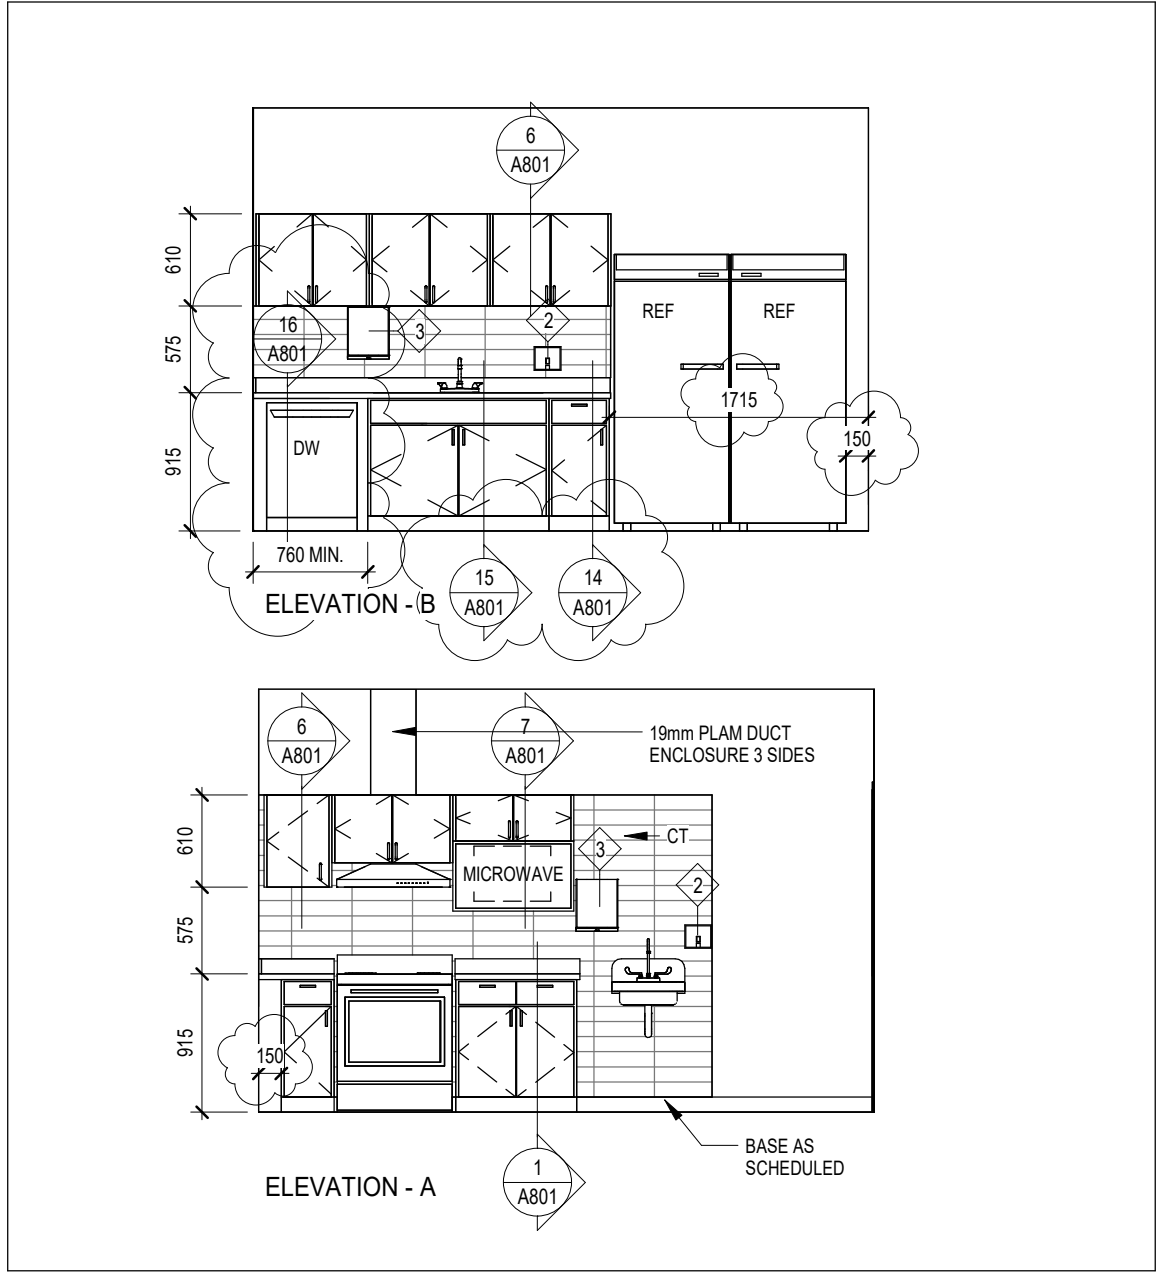 6
A801
610
16
A801
3
2
REF
REF
575
1715
150
DW
915
760 MIN.
15
A801
14
A801
ELEVATION - B
6
A801
7
A801
19mm PLAM DUCT
ENCLOSURE 3 SIDES
610
3
CT
MICROWAVE
2
575
915
150
BASE AS
SCHEDULED
1
A801
ELEVATION - A